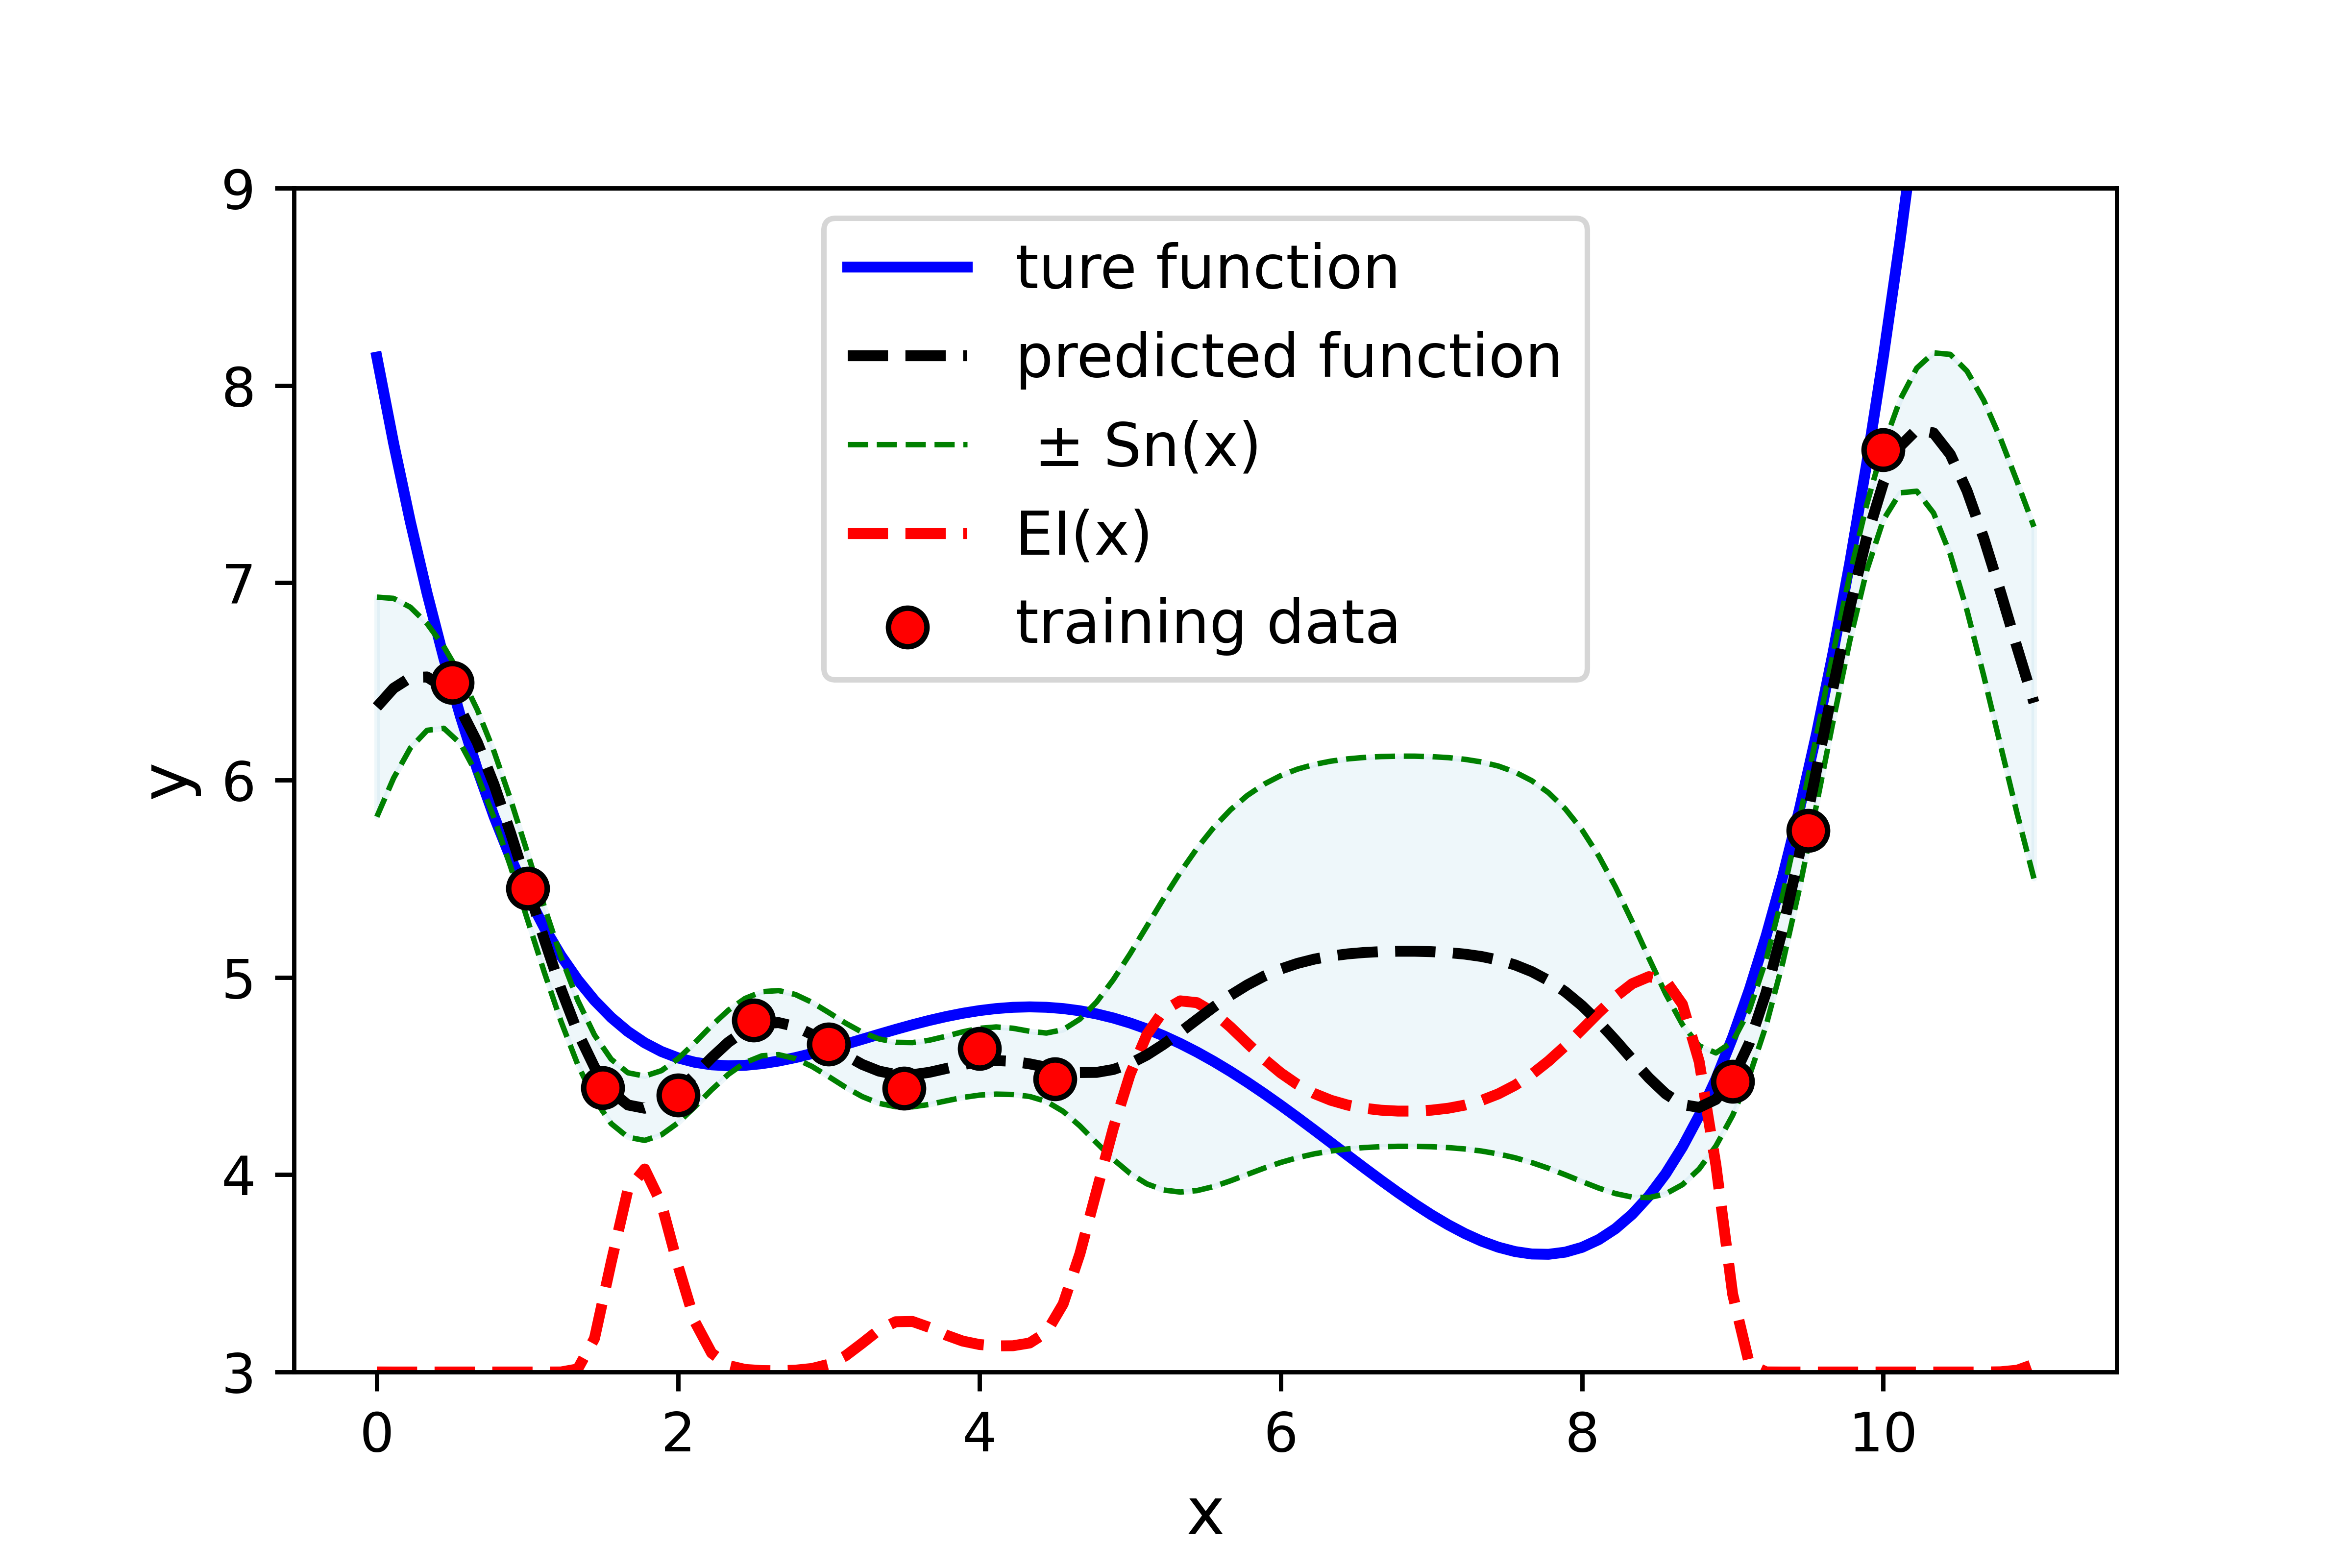 9
8
7
6
5
4
3
y
ture function
predicted function
± Sn(x)
EI(x)
training data
0 2 4 6 8 10
x